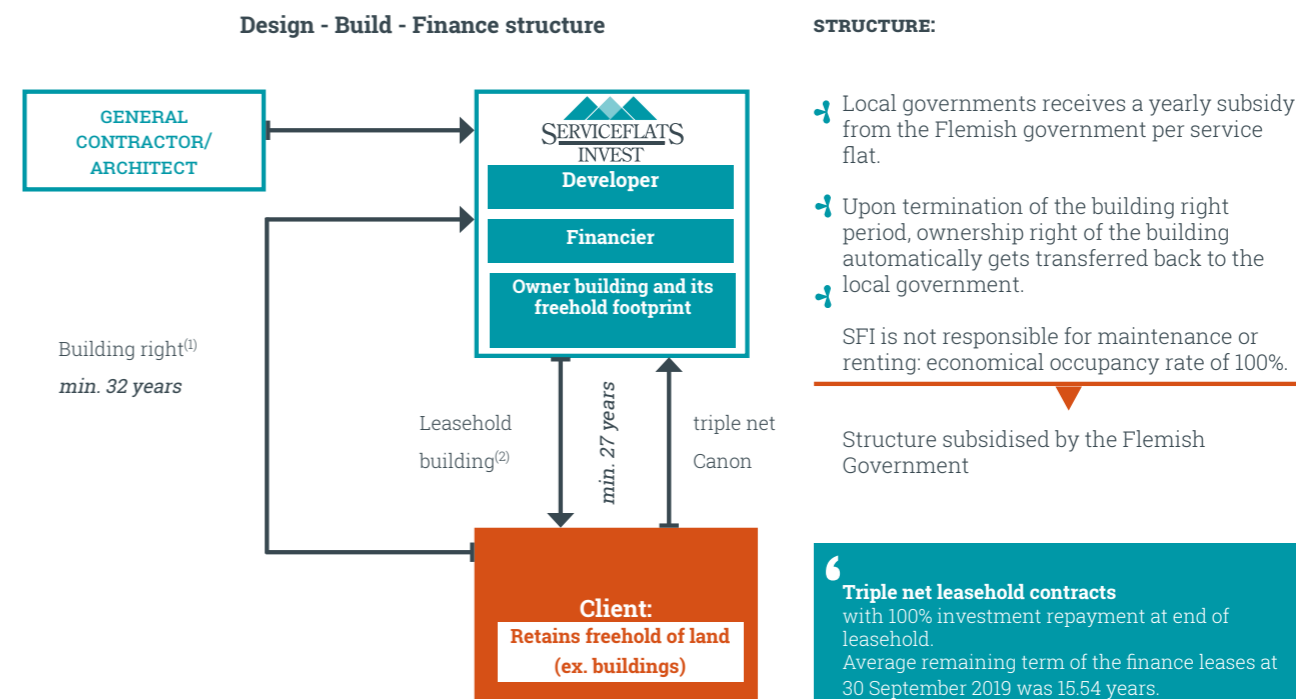 Design - Build - Finance structure
GENERAL
CONTRACTOR/
ARCHITECT
SERVICEFLATS
INVEST
Developer
Financier
Owner building and its
freehold footprint
Building right(1)
min. 32 years
Leasehold
building(2)
min. 27 years
triple net
Canon
Client:
Retains freehold of land
(ex. buildings)
STRUCTURE:
Local governments receives a yearly subsidy
from the Flemish government per service
flat.
Upon termination of the building right
period, ownership right of the building
automatically gets transferred back to the
local government.
SFI is not responsible for maintenance or
renting: economical occupancy rate of 100%.
Structure subsidised by the Flemish
Government
Triple net leasehold contracts
with 100% investment repayment at end of
leasehold.
Average remaining term of the finance leases at
30 September 2019 was 15.54 years.